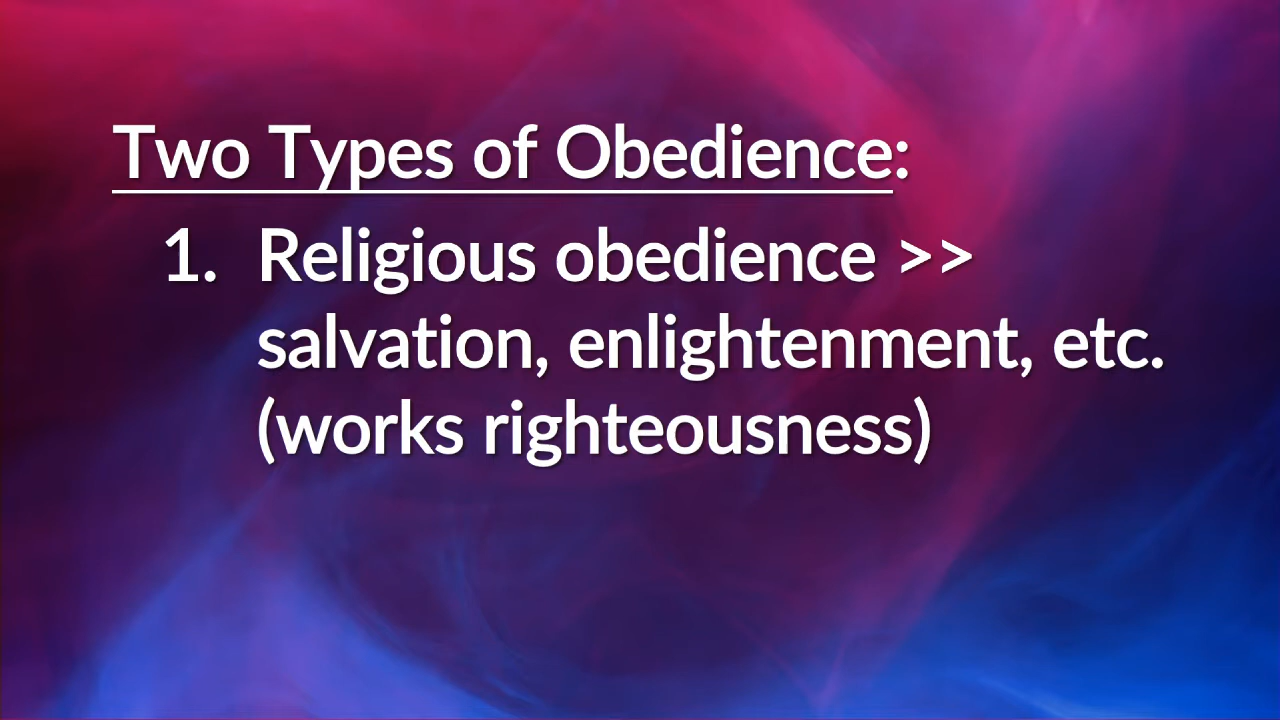 Two Types of Obedience:
1. Religious obedience >>
salvation, enlightenment, etc.
(works righteousness)